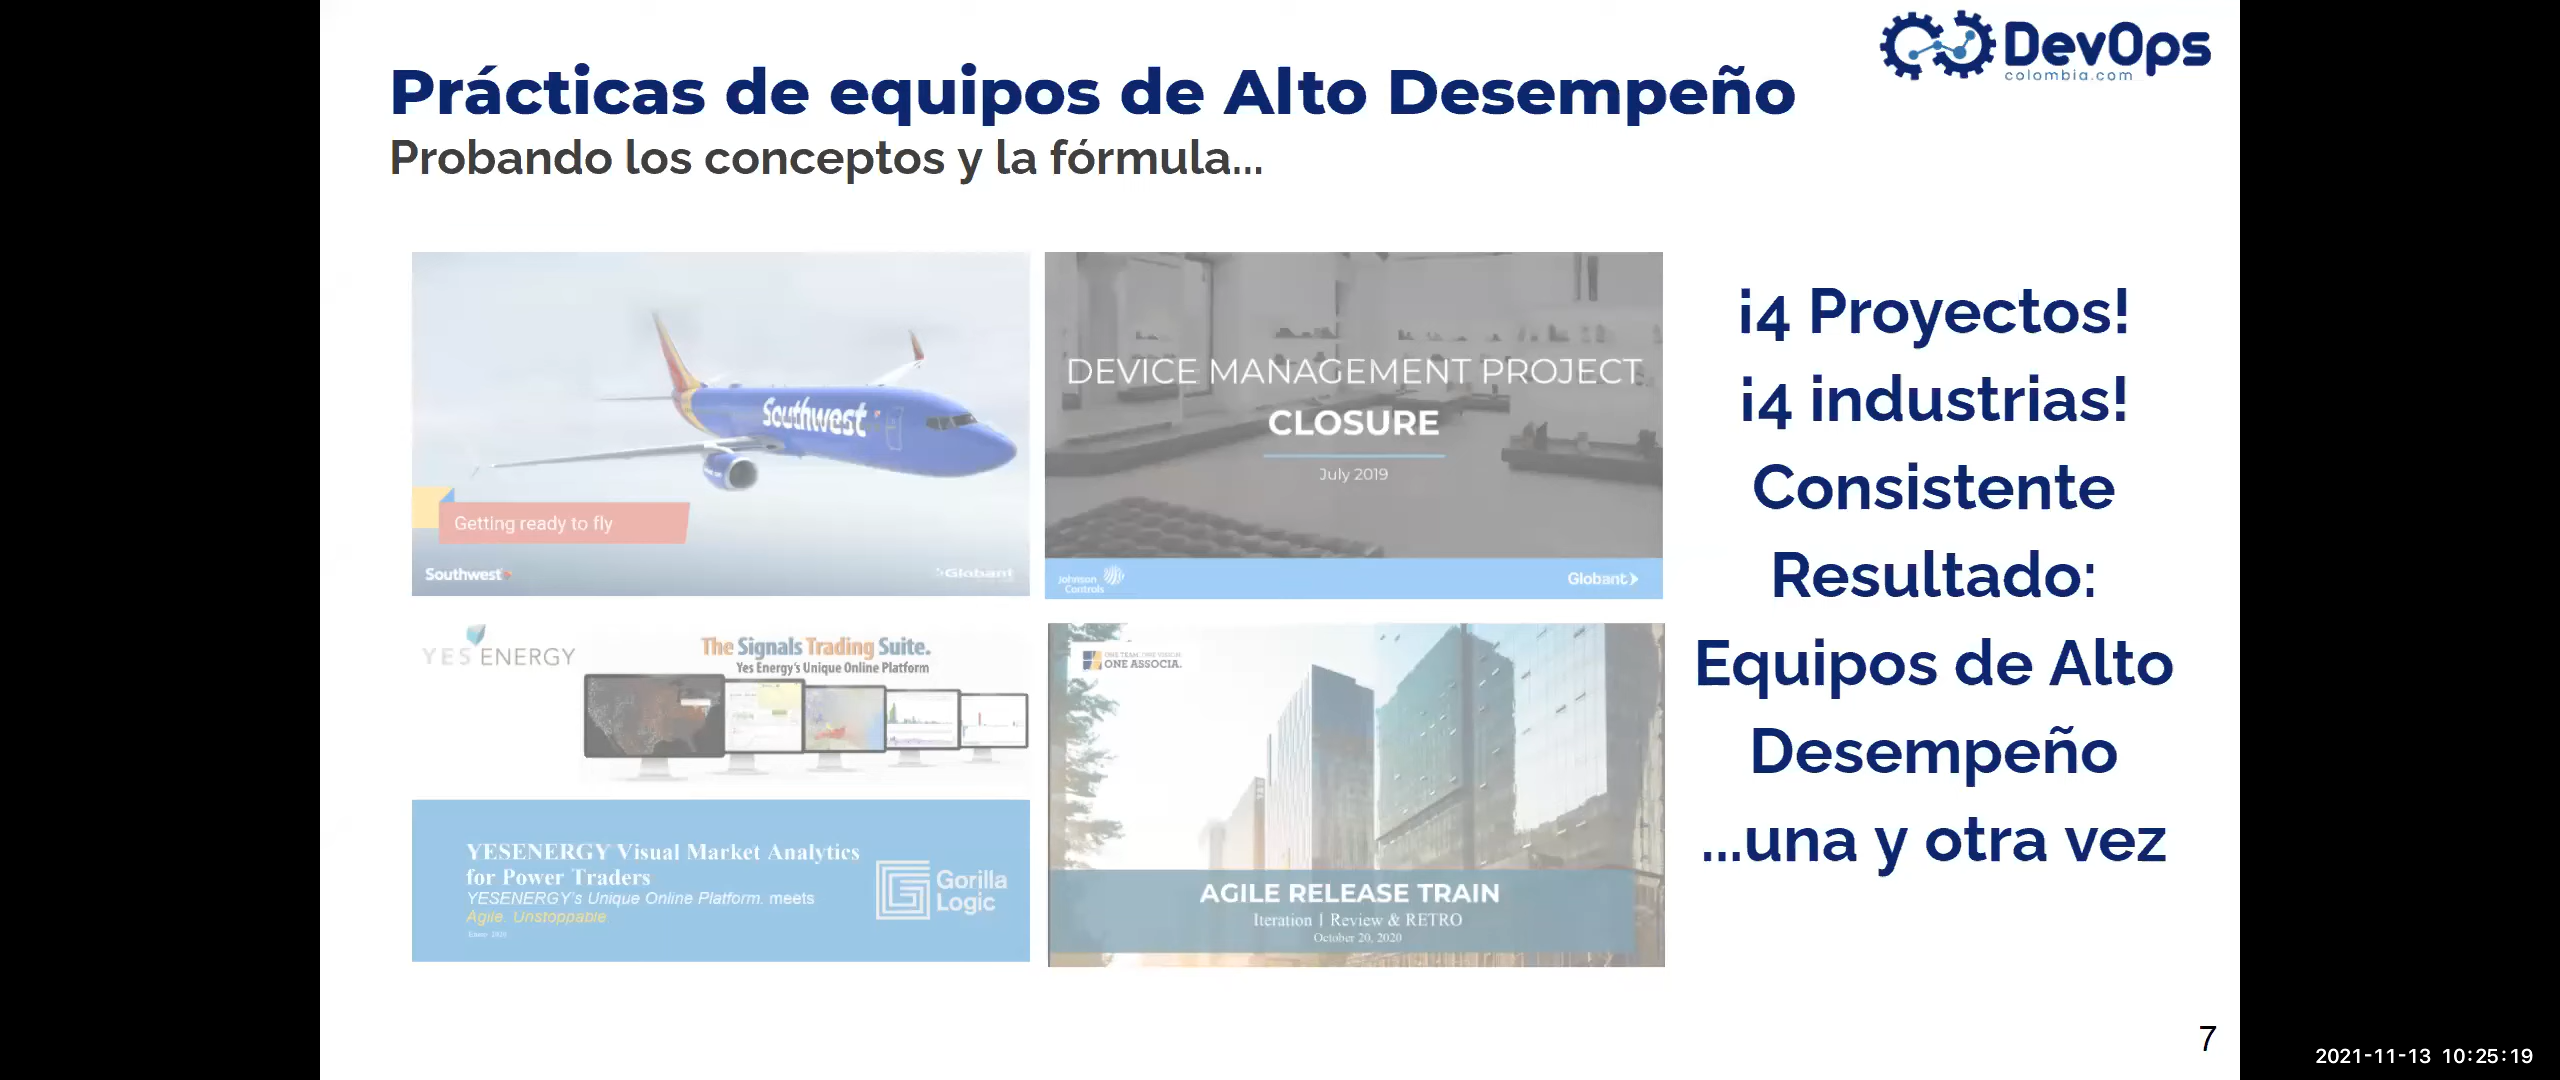 DevOps
colombia.com
Prácticas de equipos de Alto Desempeño
Probando los conceptos y la fórmula...
Southwest
Getting ready to fly
Southwest
Globant
DEVICE MANAGEMENT PROJECT
CLOSURE
July 2019
Johnson
Controls
Globant
YES ENERGY
The Signals Trading Suite.
Yes Energy's Unique Online Platform
YESENERGY Visual Market Analytics
for Power Traders
YESENERGY's Unique Online Platform. meets
Agile. Unstoppable
Gorilla
Logic
ONE TEAM. ONE VISION.
ONE ASSOCIA.
AGILE RELEASE TRAIN
Iteration | Review & RETRO
October 20, 2020
¡4 Proyectos!
¡4 industrias!
Consistente
Resultado:
Equipos de Alto
Desempeño
...una y otra vez
7
2021-11-13 10:25:19